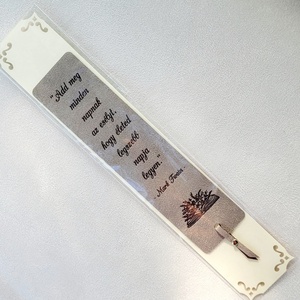 "Add meg
minden
napnak
az esélyt,
hogy életed
legszebb
napja
legyen."
- Mark Twain -